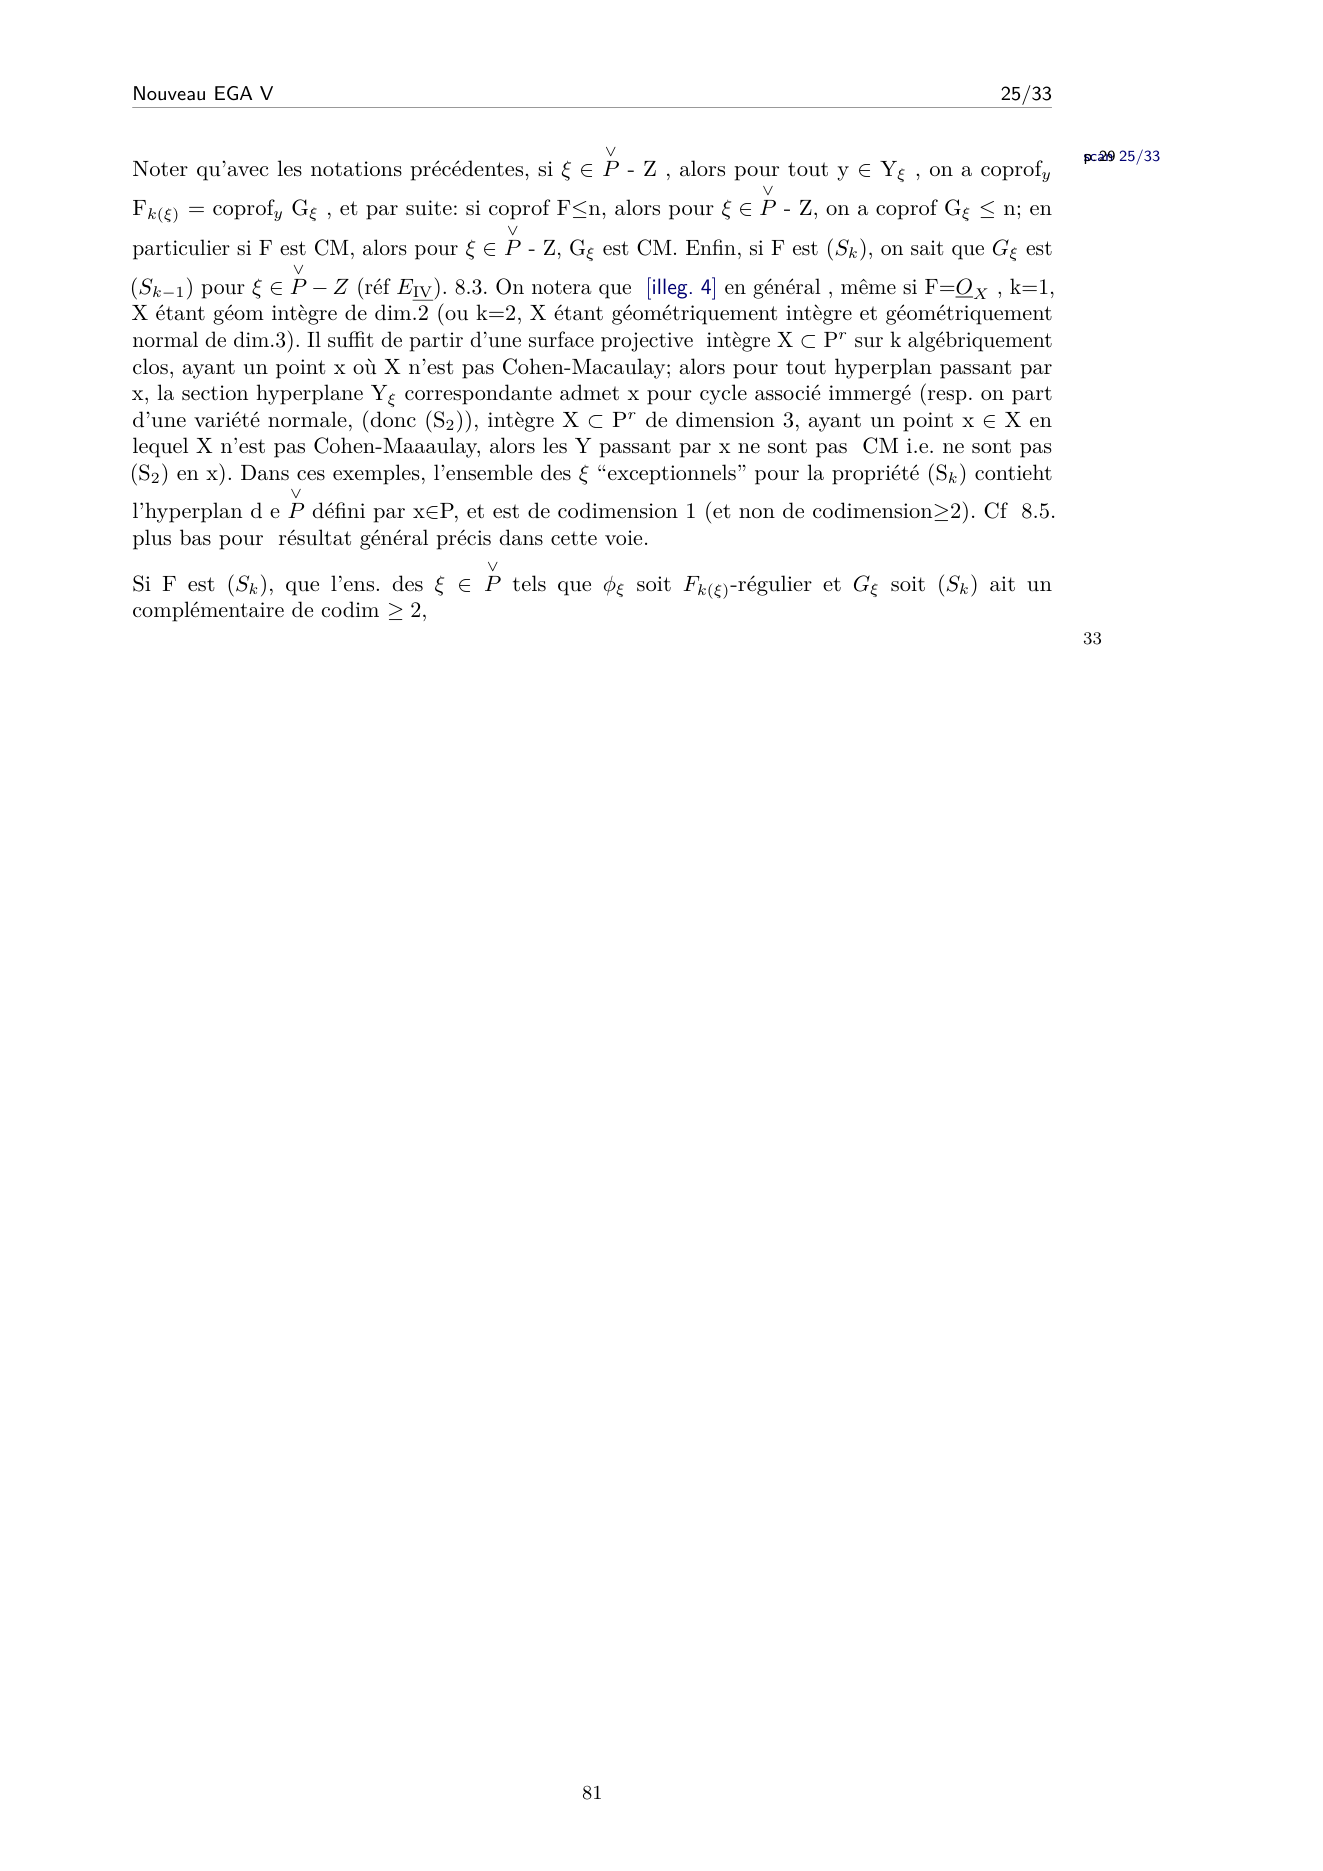 Nouveau EGA V 25/33
Noter qu'avec les notations précédentes, si ξ ∈ P̌ - Z , alors pour tout y ∈ Y_ξ , on a coprof_y
F_{k(ξ)} = coprof_y G_ξ , et par suite: si coprof F≤n, alors pour ξ ∈ P̌ - Z, on a coprof G_ξ ≤ n; en
particulier si F est CM, alors pour ξ ∈ P̌ - Z, G_ξ est CM. Enfin, si F est (S_k), on sait que G_ξ est
(S_{k−1}) pour ξ ∈ P̌ − Z (réf E_{IV}). 8.3. On notera que [illeg. 4] en général , même si F=O_X , k=1,
X étant géom intègre de dim.2 (ou k=2, X étant géométriquement intègre et géométriquement
normal de dim.3). Il suffit de partir d'une surface projective intègre X ⊂ P^r sur k algébriquement
clos, ayant un point x où X n'est pas Cohen-Macaulay; alors pour tout hyperplan passant par
x, la section hyperplane Y_ξ correspondante admet x pour cycle associé immergé (resp. on part
d'une variété normale, (donc (S_2)), intègre X ⊂ P^r de dimension 3, ayant un point x ∈ X en
lequel X n'est pas Cohen-Maaaulay, alors les Y passant par x ne sont pas CM i.e. ne sont pas
(S_2) en x). Dans ces exemples, l'ensemble des ξ “exceptionnels” pour la propriété (S_k) contieht
l'hyperplan d e P̌ défini par x∈P, et est de codimension 1 (et non de codimension≥2). Cf 8.5.
plus bas pour résultat général précis dans cette voie.
Si F est (S_k), que l'ens. des ξ ∈ P̌ tels que ϕ_ξ soit F_{k(ξ)}-régulier et G_ξ soit (S_k) ait un
complémentaire de codim ≥ 2,
25/33
33
81